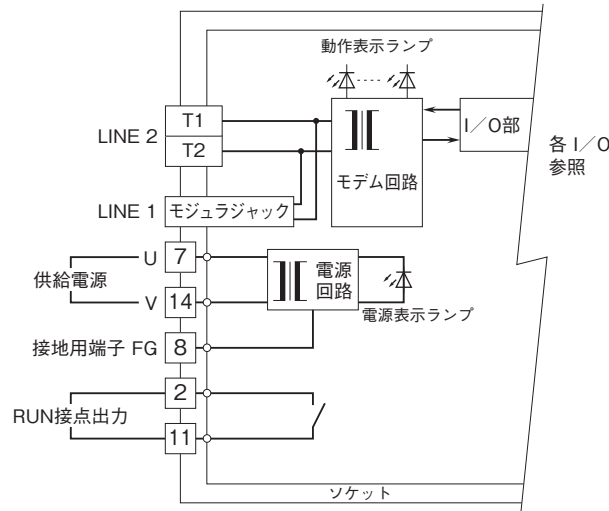 動作表示ランプ
T1
LINE 2
T2
I/O部
各 I/O
参照
モデム回路
LINE 1
モジュラジャック
U
7
供給電源
電源
回路
V
14
電源表示ランプ
接地用端子 FG
8
2
RUN接点出力
11
ソケット